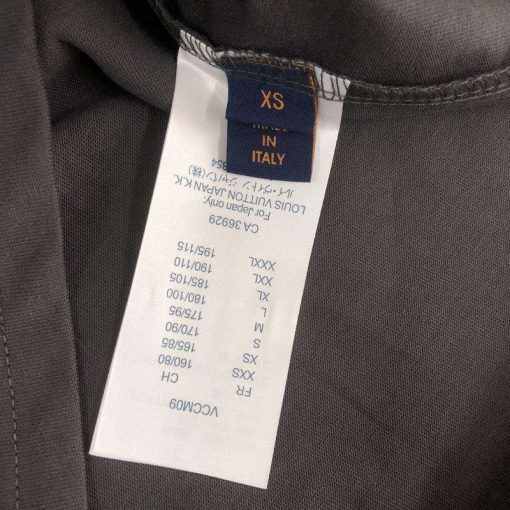 XS
IN
ITALY
VCCM09
FR CH
XXS 160/80
XS 165/85
S 170/90
M 175/95
L 180/100
XL 185/105
XXL 190/110
XXXL 195/115
CA 36929
For Japan only:
LOUIS VUITTON JAPAN K.K.
ルイ・ヴィトン ジャパン(株)